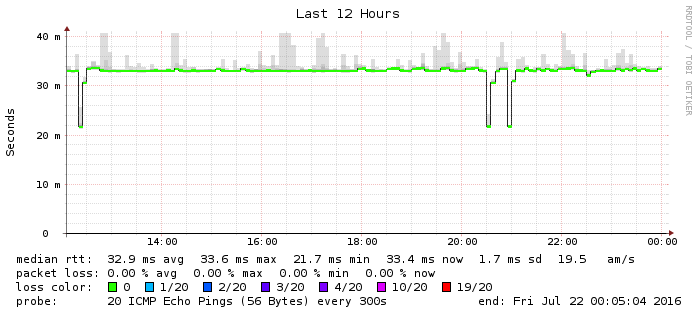 Last 12 Hours
RRDTOOL / TOBI OETIKER
Seconds
40 m
30 m
20 m
10 m
0
14:00 16:00 18:00 20:00 22:00 00:00
median rtt: 32.9 ms avg 33.6 ms max 21.7 ms min 33.4 ms now 1.7 ms sd 19.5 am/s
packet loss: 0.00 % avg 0.00 % max 0.00 % min 0.00 % now
loss color: 0 1/20 2/20 3/20 4/20 10/20 19/20
probe: 20 ICMP Echo Pings (56 Bytes) every 300s end: Fri Jul 22 00:05:04 2016